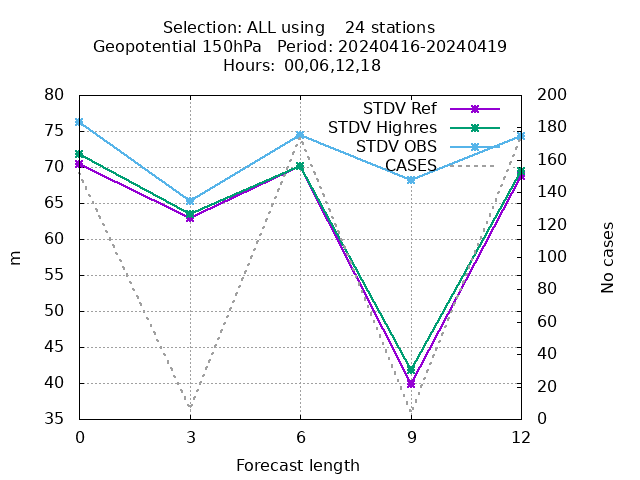 Selection: ALL using    24 stations
Geopotential 150hPa   Period: 20240416-20240419
Hours: 00,06,12,18
80
75
70
65
60
55
50
45
40
35
200
180
160
140
120
100
80
60
40
20
0
STDV Ref
STDV Highres
STDV OBS
CASES
m
No cases
0 3 6 9 12
Forecast length